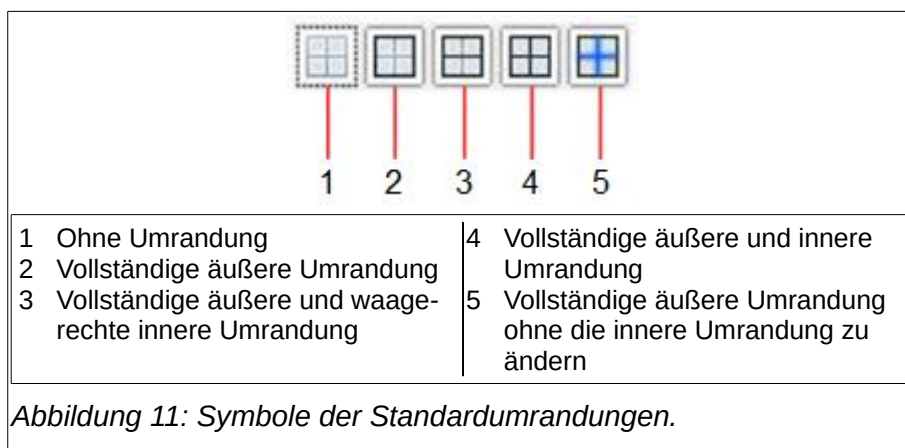 1 2 3 4 5
1 Ohne Umrandung
2 Vollständige äußere Umrandung
3 Vollständige äußere und waage-
rechte innere Umrandung
4 Vollständige äußere und innere
Umrandung
5 Vollständige äußere Umrandung
ohne die innere Umrandung zu
ändern
Abbildung 11: Symbole der Standardumrandungen.